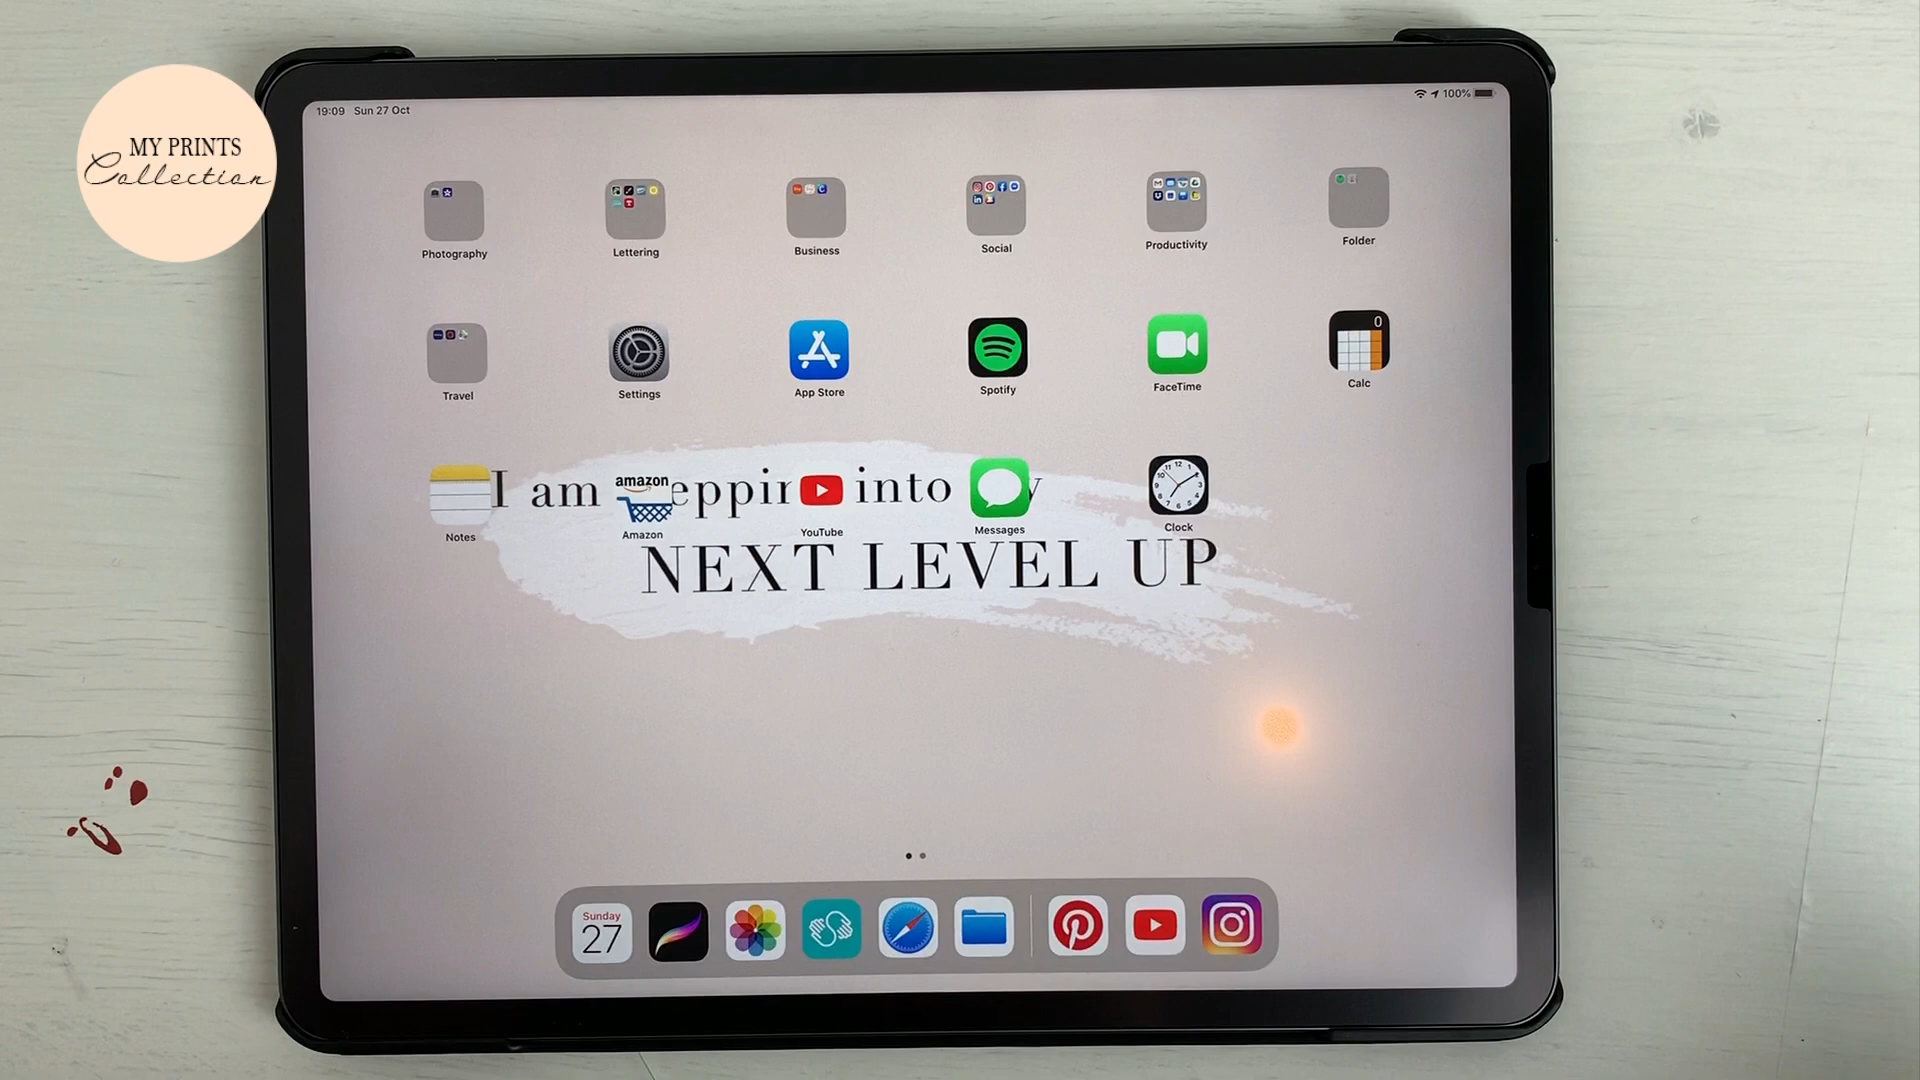 MY PRINTS
Collection
19:09 Sun 27 Oct
100%
Photography
Lettering
Business
Social
Productivity
Folder
0
Travel
Settings
App Store
Spotify
FaceTime
Calc
I am eppin into y
amazon
Notes
Amazon
YouTube
Messages
Clock
NEXT LEVEL UP
Sunday
27